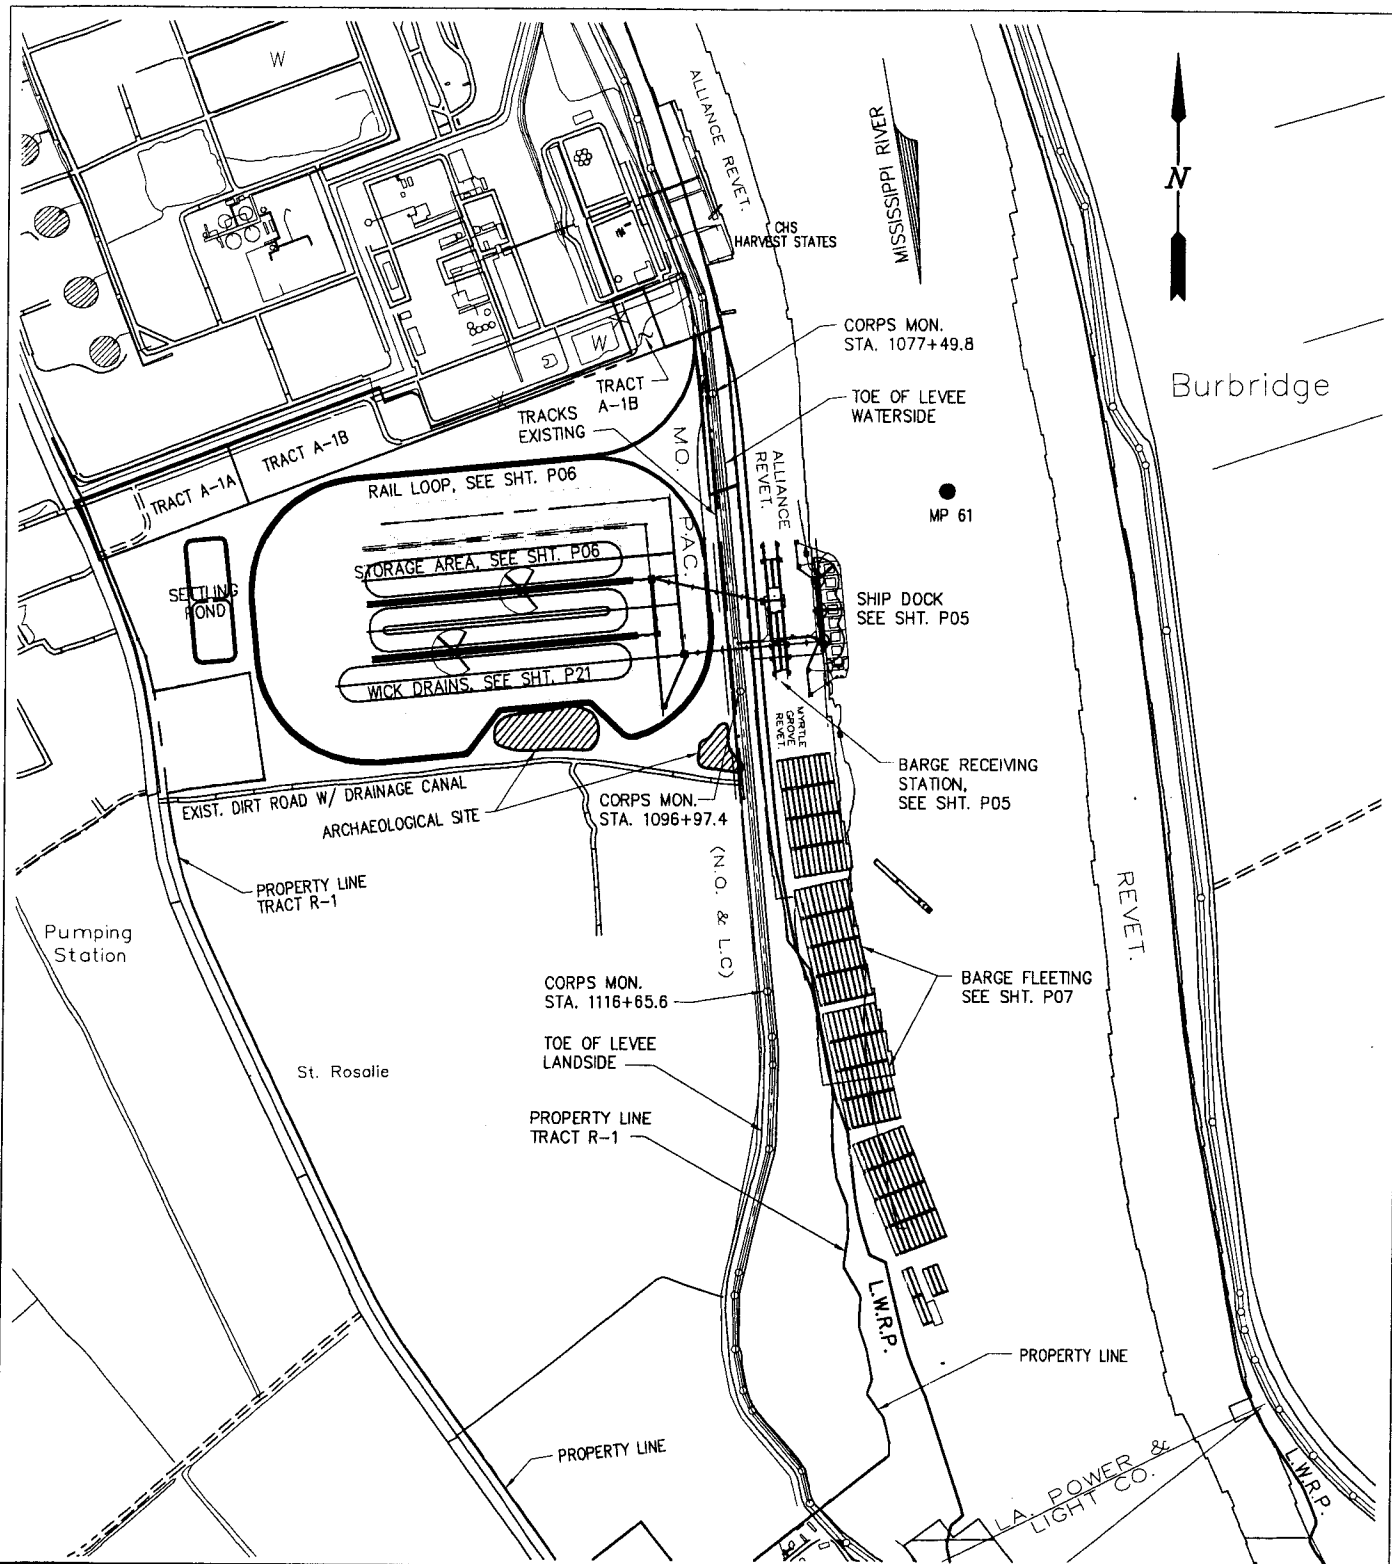 W
ALLIANCE REVET.
MISSISSIPPI RIVER
N
CHS
HARVEST STATES
CORPS MON.
STA. 1077+49.8
W
Burbridge
TRACT
A-1B
TOE OF LEVEE
WATERSIDE
TRACKS
EXISTING
MO. PAC.
TRACT A-1B
TRACT A-1A
ALLIANCE
REVET.
RAIL LOOP, SEE SHT. P06
MP 61
STORAGE AREA, SEE SHT. P06
SETTLING
POND
SHIP DOCK
SEE SHT. P05
WICK DRAINS, SEE SHT. P21
MYRTLE
GROVE
REVET.
BARGE RECEIVING
STATION,
SEE SHT. P05
EXIST. DIRT ROAD W/ DRAINAGE CANAL
CORPS MON.
STA. 1096+97.4
ARCHAEOLOGICAL SITE
(N.O. & L.C)
PROPERTY LINE
TRACT R-1
REVET.
Pumping
Station
CORPS MON.
STA. 1116+65.6
BARGE FLEETING
SEE SHT. P07
TOE OF LEVEE
LANDSIDE
St. Rosalie
PROPERTY LINE
TRACT R-1
L.W.R.P.
PROPERTY LINE
PROPERTY LINE
LA. POWER &
LIGHT CO.
L.W.R.P.